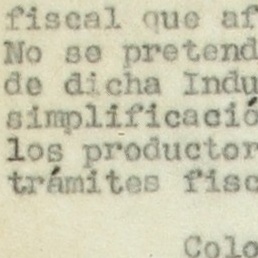 fiscal que af
No se pretend
de dicha Indu
simplificació
los productor
trámites fisc
Colo